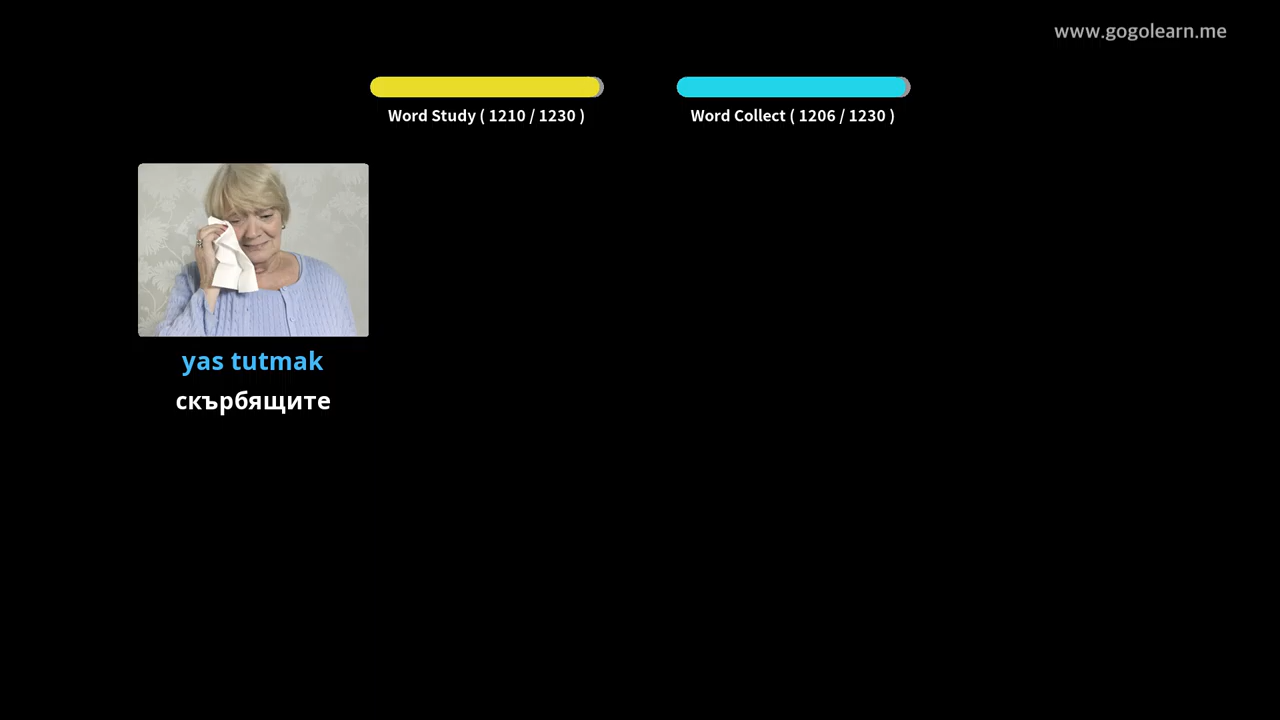 www.gogolearn.me
Word Study ( 1210 / 1230 )
Word Collect ( 1206 / 1230 )
yas tutmak
скърбящите